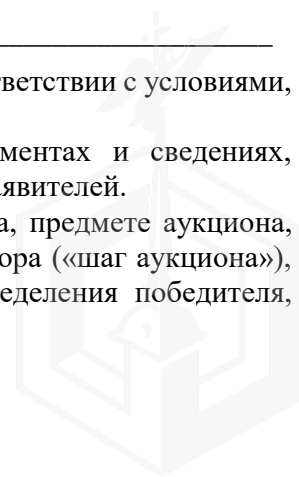 ответствии с условиями,
ментах и сведениях,
явителей.
а, предмете аукциона,
ора («шаг аукциона»),
еделения победителя,